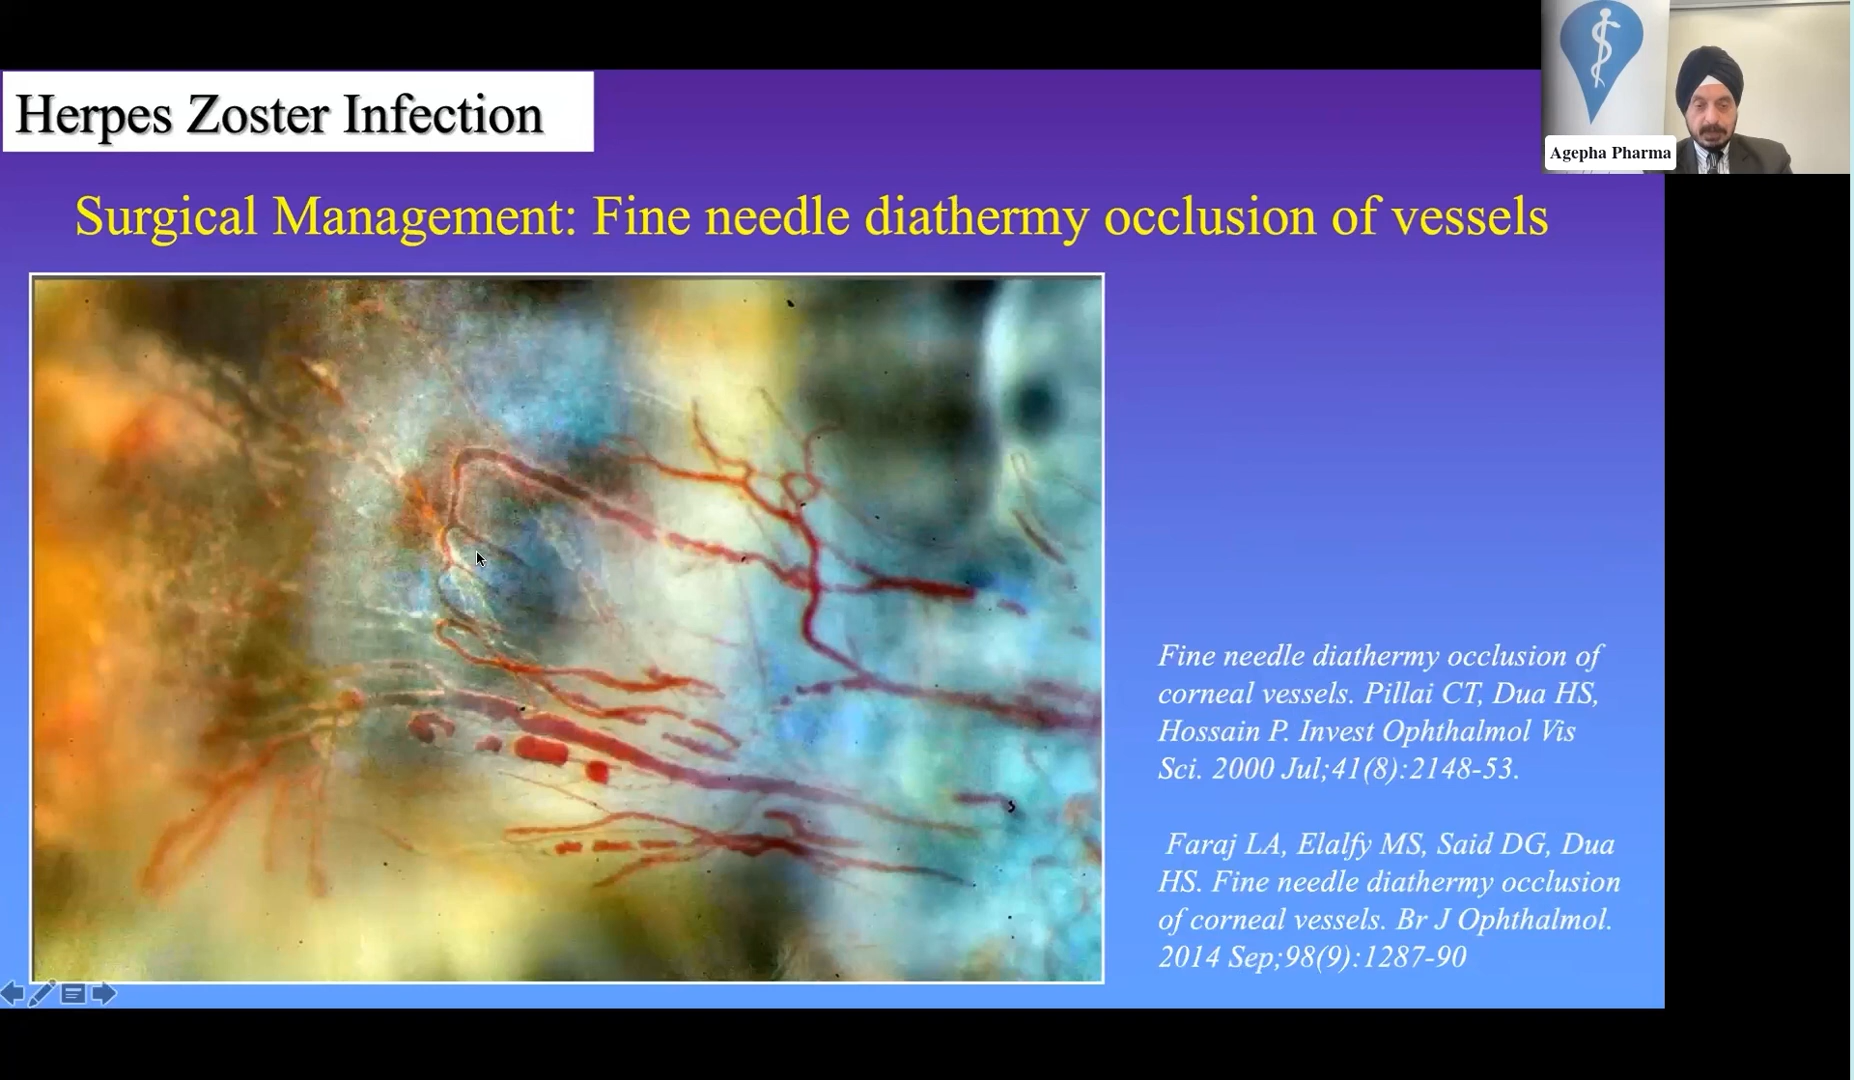 Herpes Zoster Infection
Agepha Pharma
Surgical Management: Fine needle diathermy occlusion of vessels
Fine needle diathermy occlusion of
corneal vessels. Pillai CT, Dua HS,
Hossain P. Invest Ophthalmol Vis
Sci. 2000 Jul;41(8):2148-53.
Faraj LA, Elalfy MS, Said DG, Dua
HS. Fine needle diathermy occlusion
of corneal vessels. Br J Ophthalmol.
2014 Sep;98(9):1287-90